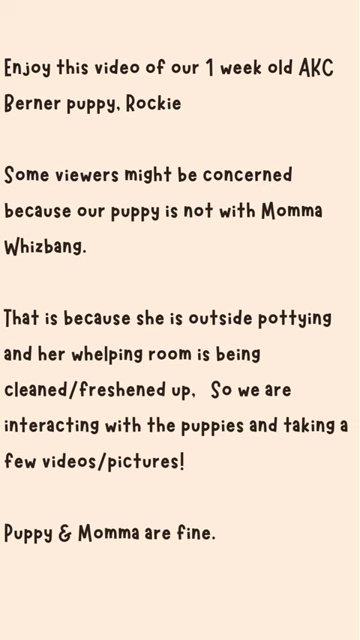 Enjoy this video of our 1 week old AKC
Berner puppy, Rockie
Some viewers might be concerned
because our puppy is not with Momma
Whizbang.
That is because she is outside pottying
and her whelping room is being
cleaned/freshened up.  So we are
interacting with the puppies and taking a
few videos/pictures!
Puppy & Momma are fine.